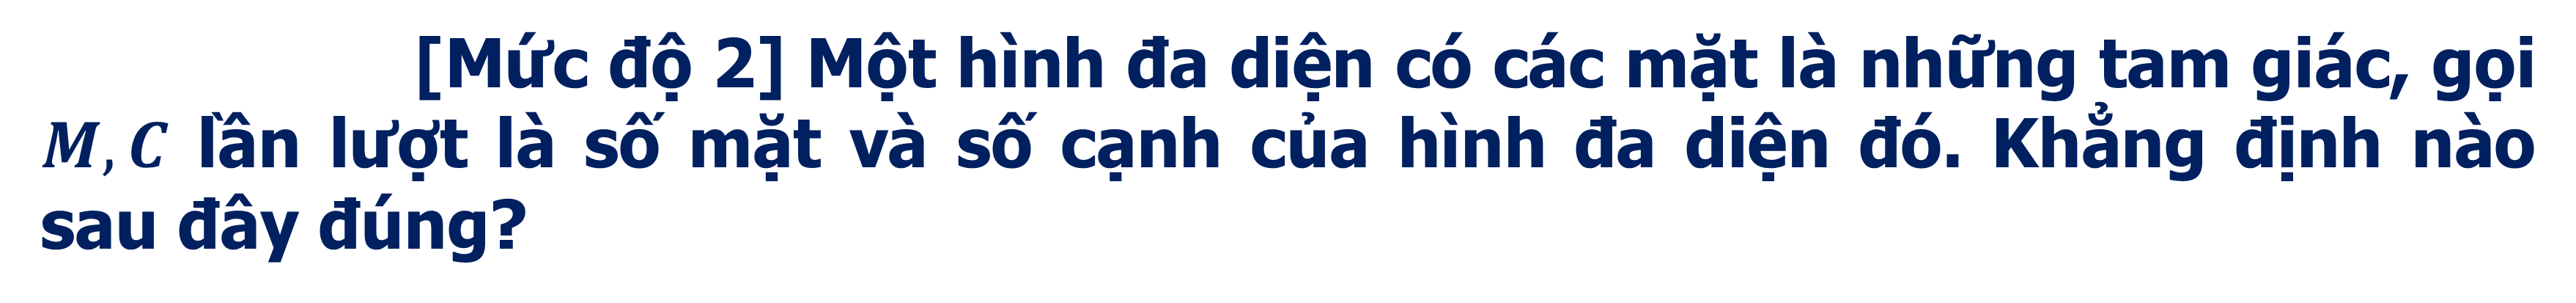 [Mức độ 2] Một hình đa diện có các mặt là những tam giác, gọi
M, C lần lượt là số mặt và số cạnh của hình đa diện đó. Khẳng định nào
sau đây đúng?